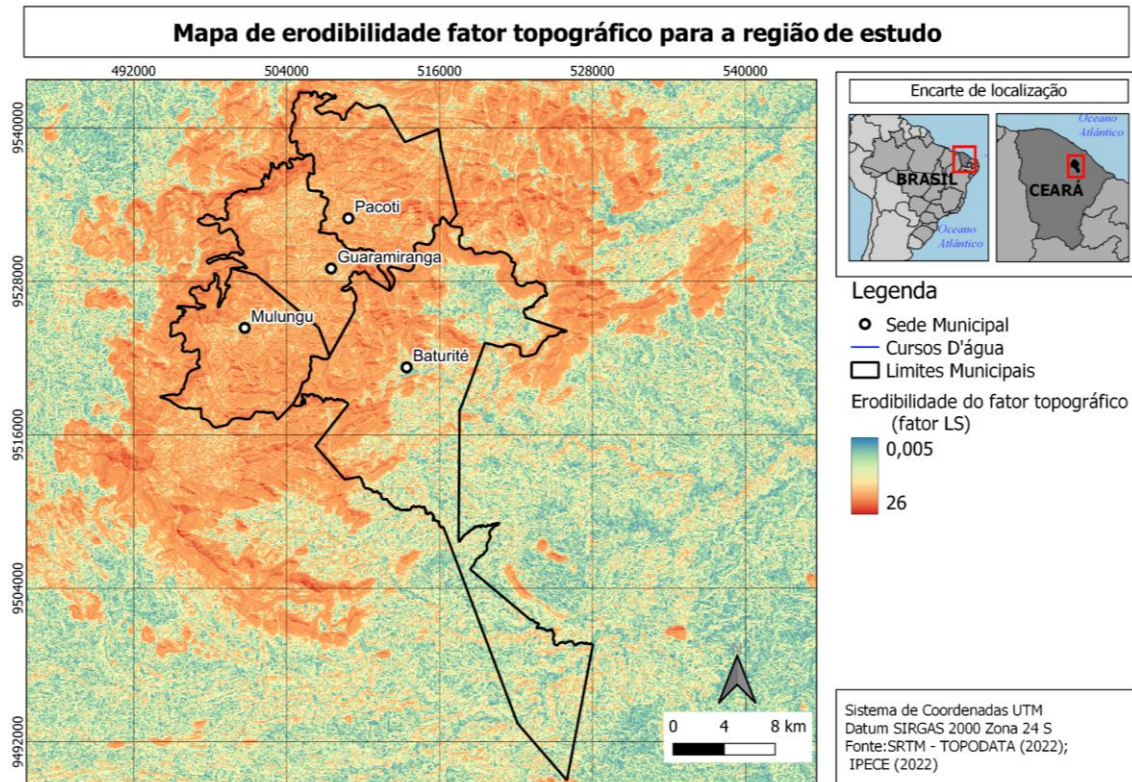 Mapa de erodibilidade fator topográfico para a região de estudo
492000
504000
516000
528000
540000
9540000
9528000
9516000
9504000
9492000
Pacoti
Guaramiranga
Mulungu
Baturité
0 4 8 km
Encarte de localização
BRASIL
Oceano
Atlântico
Oceano
Atlântico
CEARÁ
Legenda
Sede Municipal
Cursos D'água
Limites Municipais
Erodibilidade do fator topográfico
(fator LS)
0,005
26
Sistema de Coordenadas UTM
Datum SIRGAS 2000 Zona 24 S
Fonte:SRTM - TOPODATA (2022);
IPECE (2022)